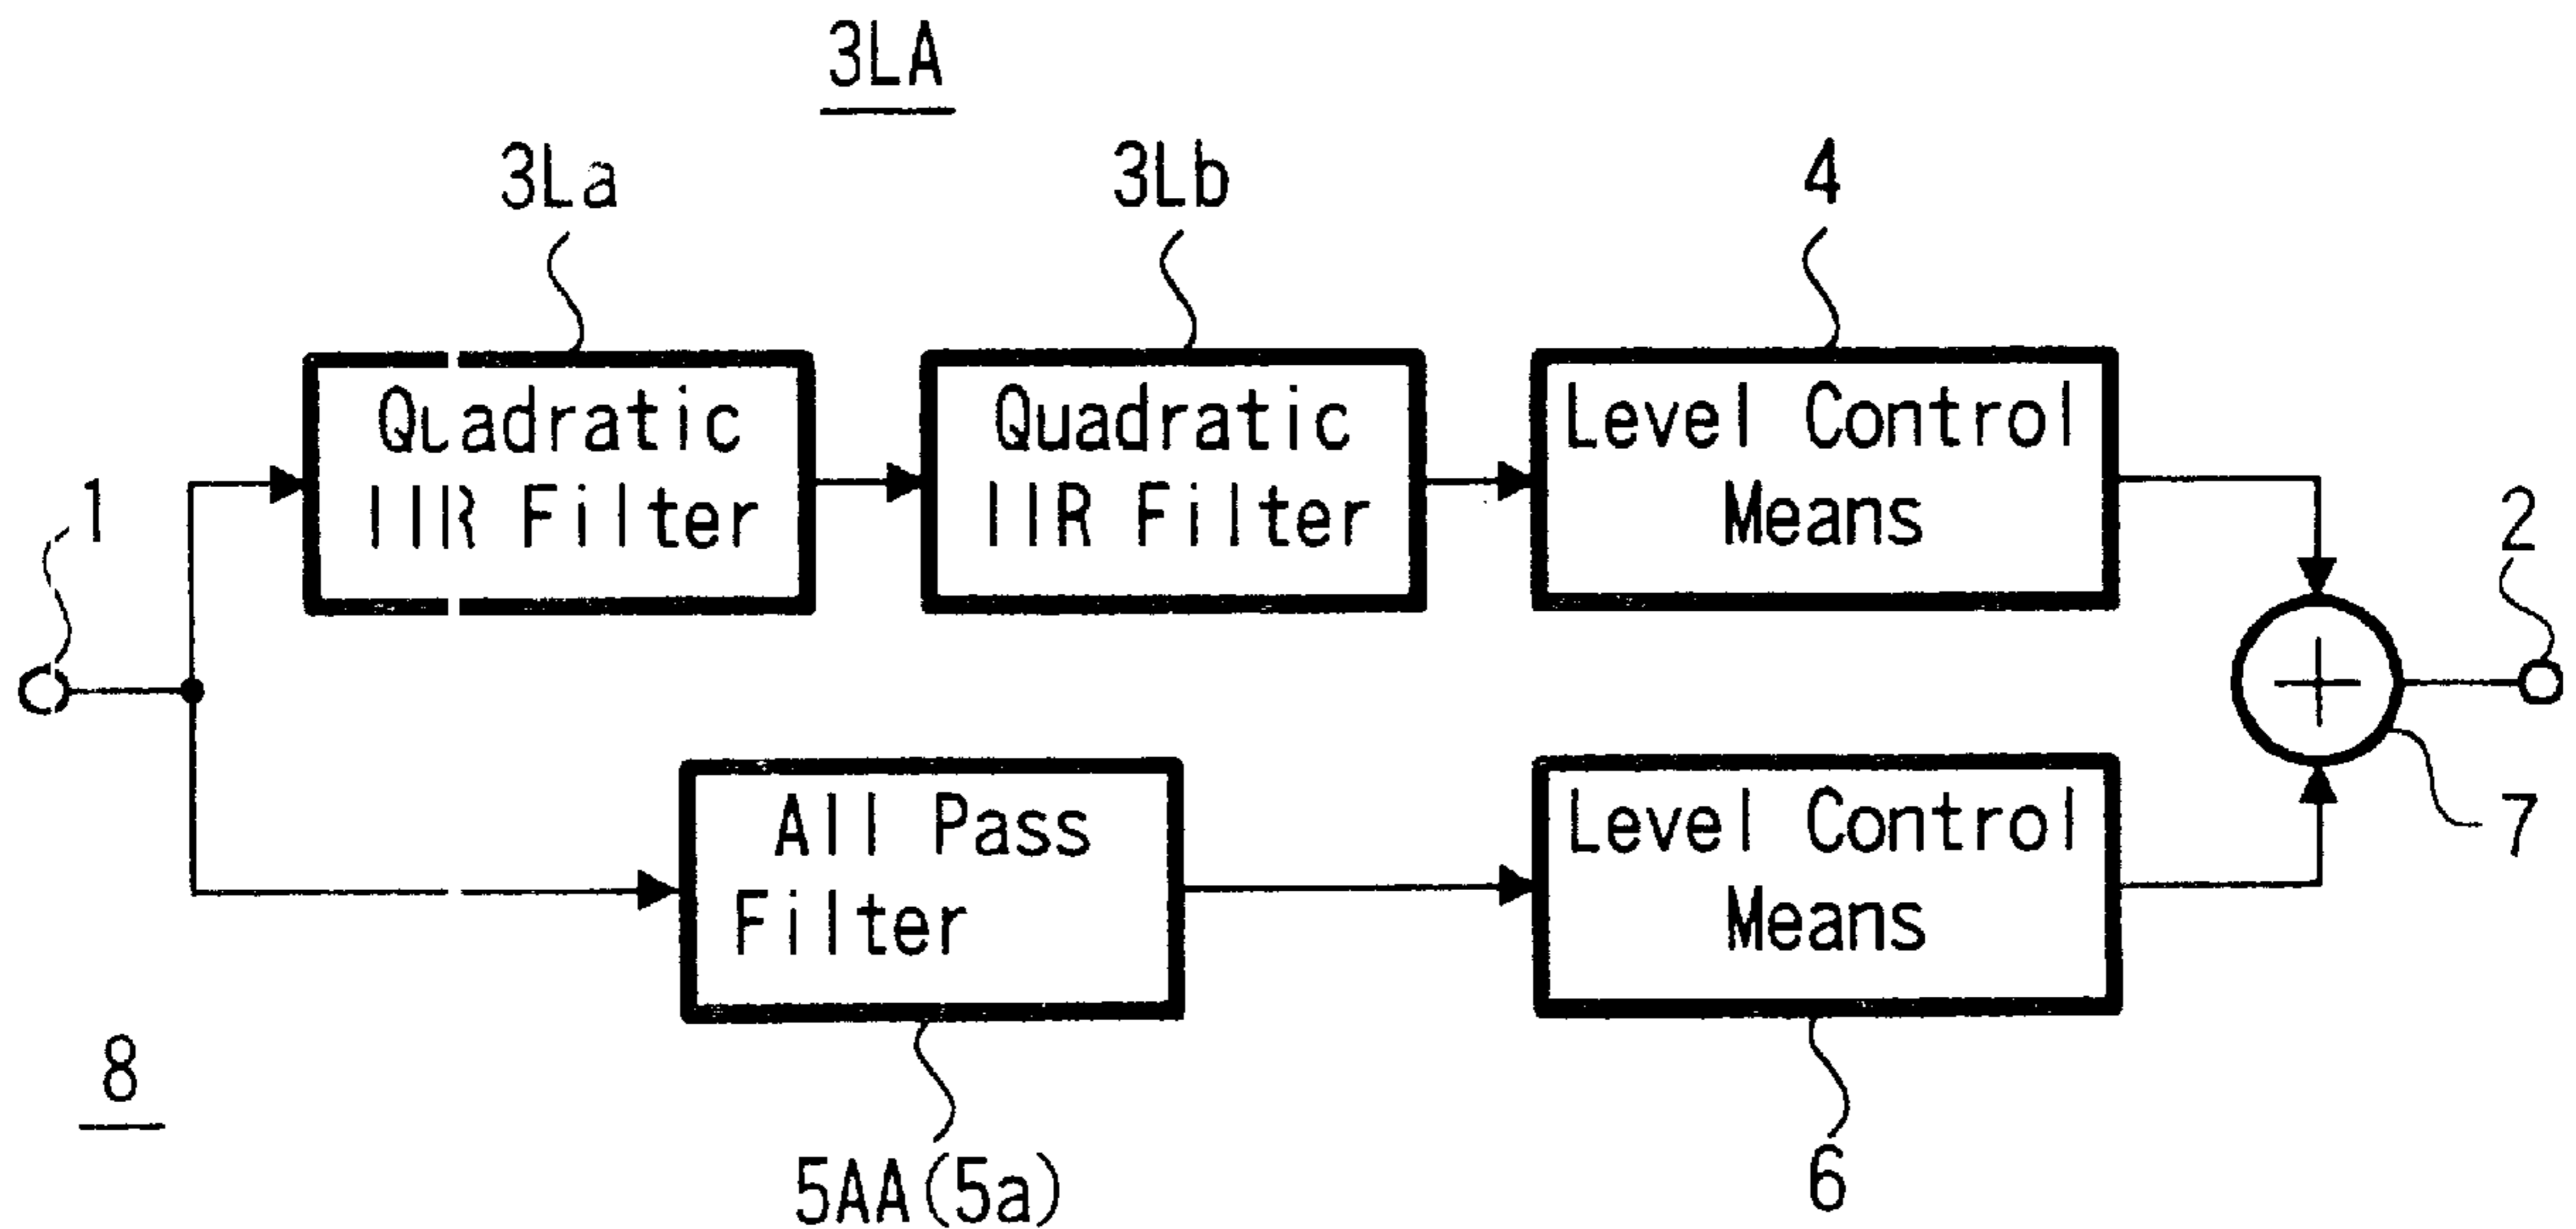 3LA
3La
3Lb
4
Quadratic
IIR Filter
Quadratic
IIR Filter
Level Control
Means
1
2
All Pass
Filter
Level Control
Means
7
8
5AA(5a)
6